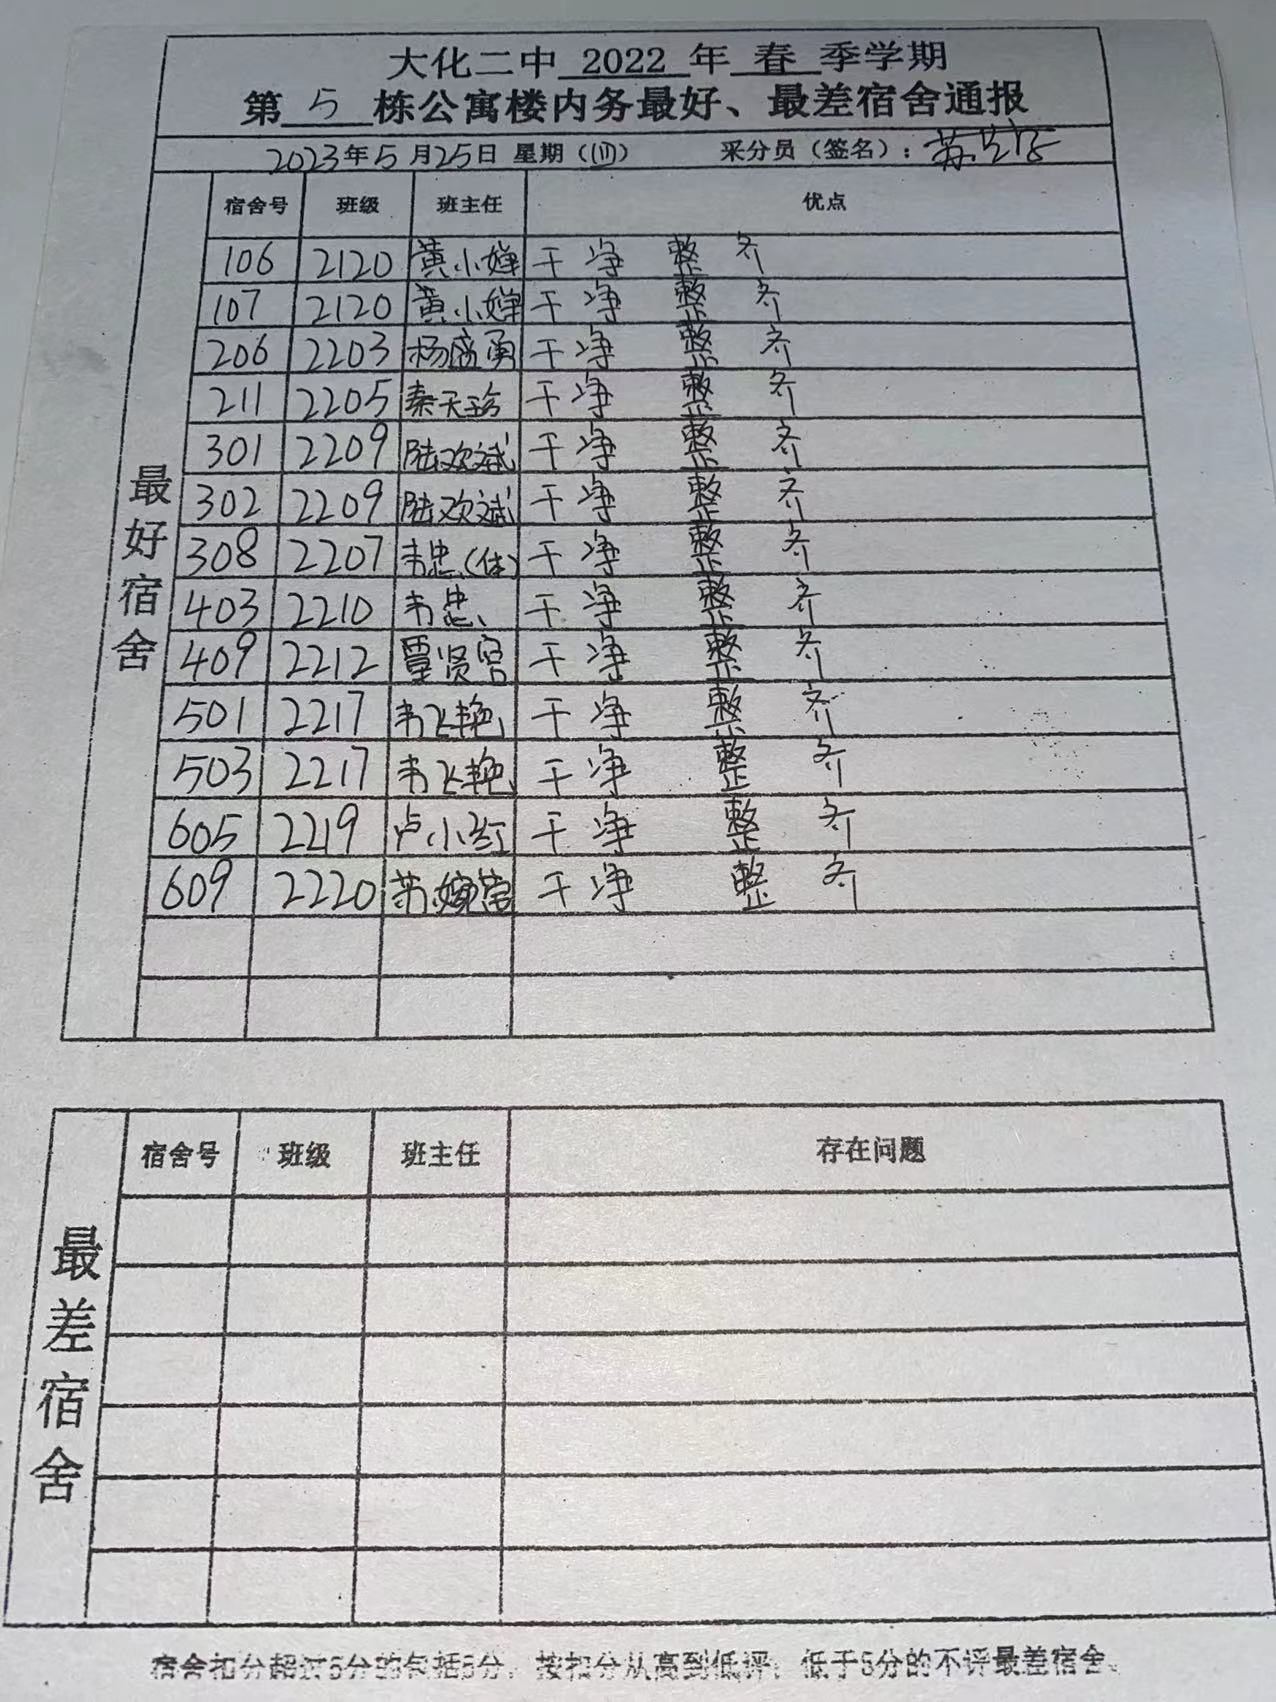 大化二中 2022 年 春 季学期
第 5 栋公寓楼内务最好、最差宿舍通报
2023年5月25日 星期（四） 采分员（签名）：
最好宿舍
宿舍号 班级 班主任 优点
106 2120 黄小婵 干净 整齐
107 2120 黄小婵 干净 整齐
206 2203 杨盛勇 干净 整齐
211 2205 秦天珍 干净 整齐
301 2209 陆欢斌 干净 整齐
302 2209 陆欢斌 干净 整齐
308 2207 韦忠(体) 干净 整齐
403 2210 韦忠 干净 整齐
409 2212 覃贤宫 干净 整齐
501 2217 韦飞艳 干净 整齐
503 2217 韦飞艳 干净 整齐
605 2219 卢小红 干净 整齐
609 2220 干净 整齐
最差宿舍
宿舍号 班级 班主任 存在问题
宿舍扣分超过5分的包括5分，按扣分从高到低评，低于5分的不评最差宿舍。